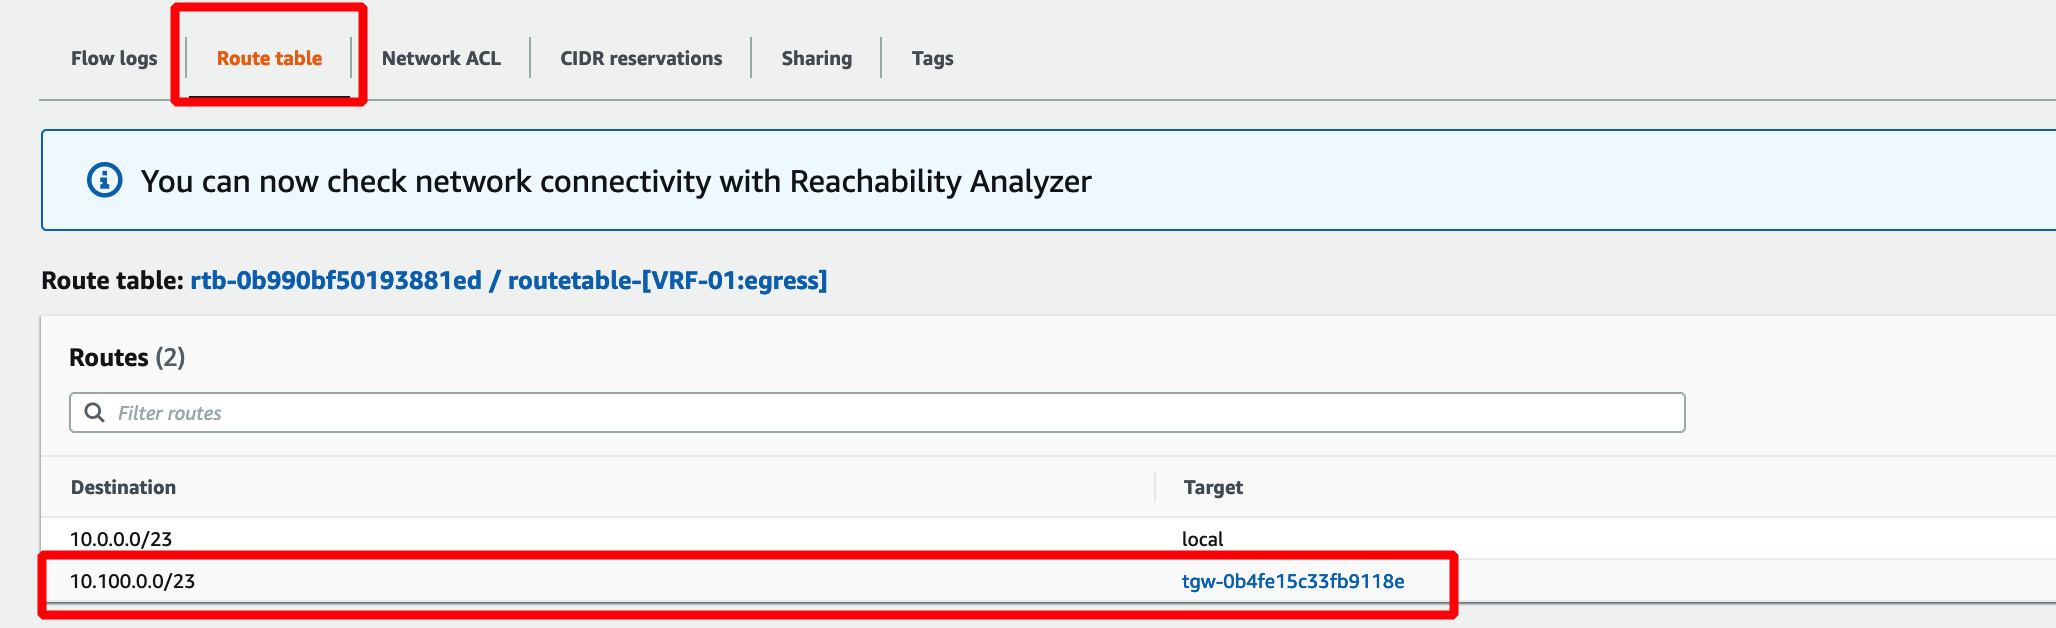 Flow logs
Route table
Network ACL
CIDR reservations
Sharing
Tags
You can now check network connectivity with Reachability Analyzer
Route table: rtb-0b990bf50193881ed / routetable-[VRF-01:egress]
Routes (2)
Filter routes
Destination
Target
10.0.0.0/23
local
10.100.0.0/23
tgw-0b4fe15c33fb9118e